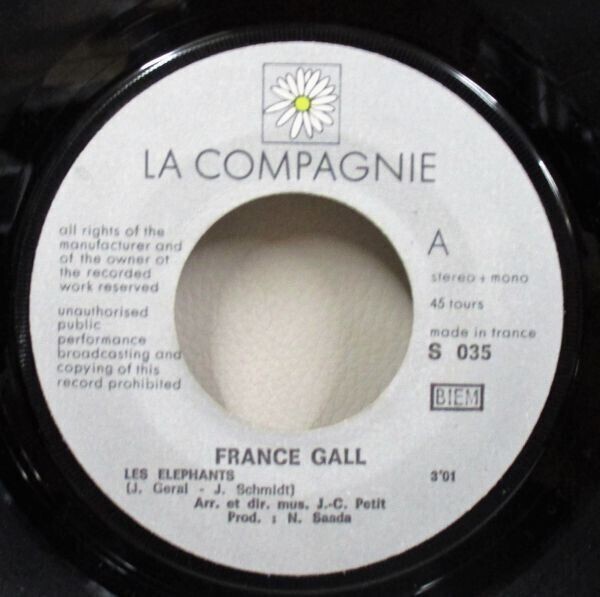 LA COMPAGNIE
all rights of the
manufacturer and
of the owner ot
the recorded
work reserved
unauthorised
public
performance
broadcasting and
copying of this
record prohibited
A
stereo + mono
45 tours
made in france
S 035
BIEM
FRANCE GALL
LES ELEPHANTS 3'01
(J. Geral - J. Schmidt)
Arr. et dir. mus. J.-C. Petit
Prod. : N. Saada